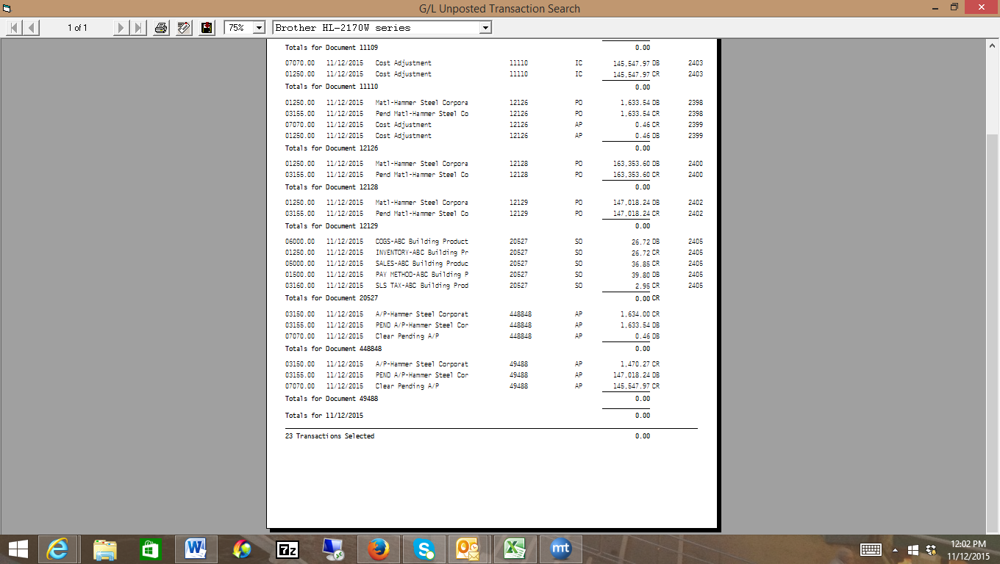 G/L Unposted Transaction Search
1 of 1 75% Brother HL-2170W series
Totals for Document 11109 0.00
07070.00 11/12/2015 Cost Adjustment 11110 IC 145,547.97 DB 2403
01250.00 11/12/2015 Cost Adjustment 11110 IC 145,547.97 CR 2403
Totals for Document 11110 0.00
01250.00 11/12/2015 Matl-Hammer Steel Corpora 12126 PO 1,633.54 DB 2398
03155.00 11/12/2015 Pend Matl-Hammer Steel Co 12126 PO 1,633.54 CR 2398
07070.00 11/12/2015 Cost Adjustment 12126 AP 0.46 CR 2399
01250.00 11/12/2015 Cost Adjustment 12126 AP 0.46 DB 2399
Totals for Document 12126 0.00
01250.00 11/12/2015 Matl-Hammer Steel Corpora 12128 PO 163,353.60 DB 2400
03155.00 11/12/2015 Pend Matl-Hammer Steel Co 12128 PO 163,353.60 CR 2400
Totals for Document 12128 0.00
01250.00 11/12/2015 Matl-Hammer Steel Corpora 12129 PO 147,018.24 DB 2402
03155.00 11/12/2015 Pend Matl-Hammer Steel Co 12129 PO 147,018.24 CR 2402
Totals for Document 12129 0.00
06000.00 11/12/2015 COGS-ABC Building Product 20527 SO 26.72 DB 2405
01250.00 11/12/2015 INVENTORY-ABC Building Pr 20527 SO 26.72 CR 2405
05000.00 11/12/2015 SALES-ABC Building Produc 20527 SO 36.85 CR 2405
01500.00 11/12/2015 PAY METHOD-ABC Building P 20527 SO 39.80 DB 2405
03160.00 11/12/2015 SLS TAX-ABC Building Prod 20527 SO 2.95 CR 2405
Totals for Document 20527 0.00 CR
03150.00 11/12/2015 A/P-Hammer Steel Corporat 448848 AP 1,634.00 CR
03155.00 11/12/2015 PEND A/P-Hammer Steel Cor 448848 AP 1,633.54 DB
07070.00 11/12/2015 Clear Pending A/P 448848 AP 0.46 DB
Totals for Document 448848 0.00
03150.00 11/12/2015 A/P-Hammer Steel Corporat 49488 AP 1,470.27 CR
03155.00 11/12/2015 PEND A/P-Hammer Steel Cor 49488 AP 147,018.24 DB
07070.00 11/12/2015 Clear Pending A/P 49488 AP 145,547.97 CR
Totals for Document 49488 0.00
Totals for 11/12/2015 0.00
23 Transactions Selected 0.00
7z
mt
12:02 PM
11/12/2015